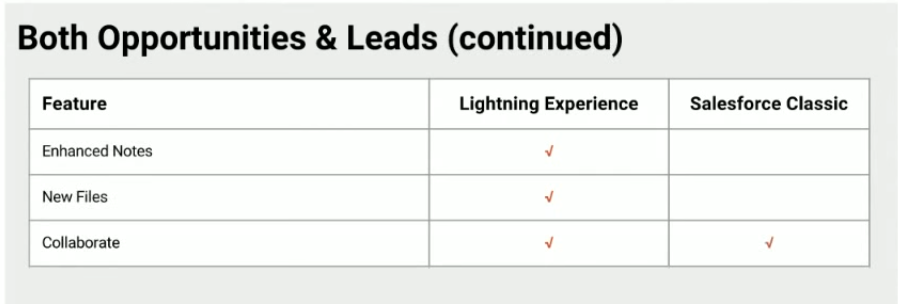 Both Opportunities & Leads (continued)
Feature Lightning Experience Salesforce Classic
Enhanced Notes √
New Files √
Collaborate √ √